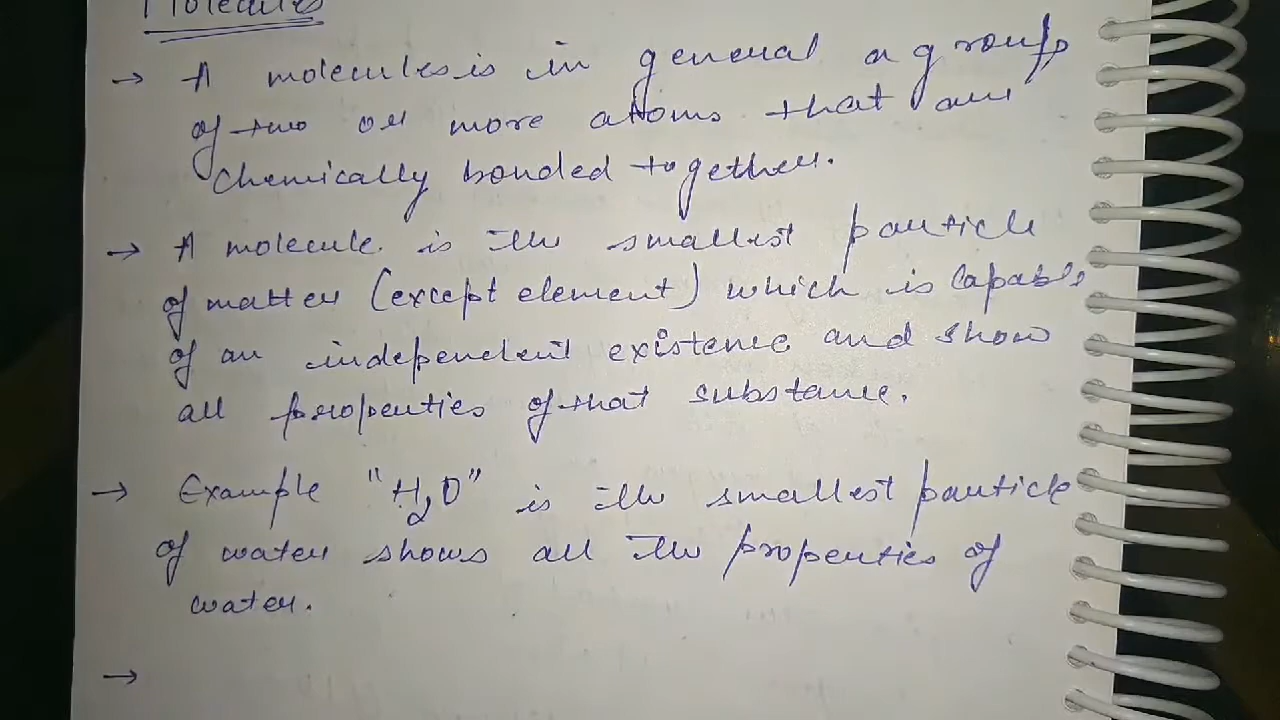 Molecules
→ A molecules is in general a group
of two or more atoms that are
chemically bonded together.
→ A molecule is the smallest particle
of matter (except element) which is capable
of an independent existence and show
all properties of that substance.
→ Example "H₂O" is the smallest particle
of water shows all the properties of
water.
→